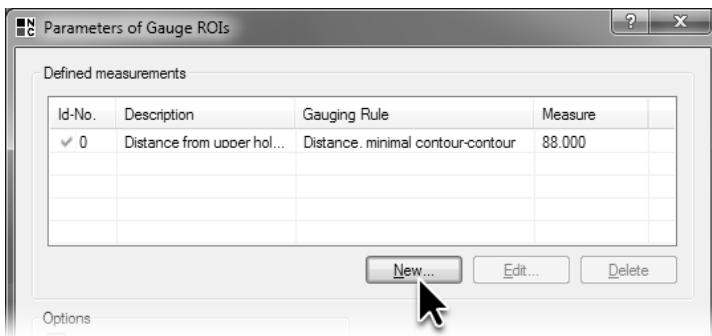 NC Parameters of Gauge ROIs ? X
Defined measurements
Id-No. Description Gauging Rule Measure
0 Distance from upper hol... Distance. minimal contour-contour 88.000
New... Edit... Delete
Options